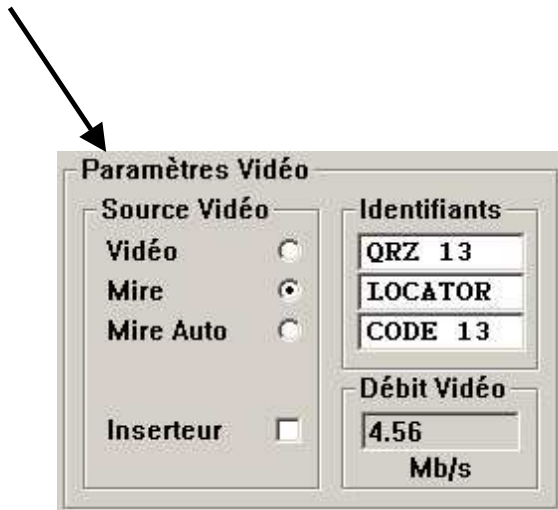 Paramètres Vidéo
Source Vidéo
Vidéo
Mire
Mire Auto
Inserteur
Identifiants
QRZ 13
LOCATOR
CODE 13
Débit Vidéo
4.56
Mb/s